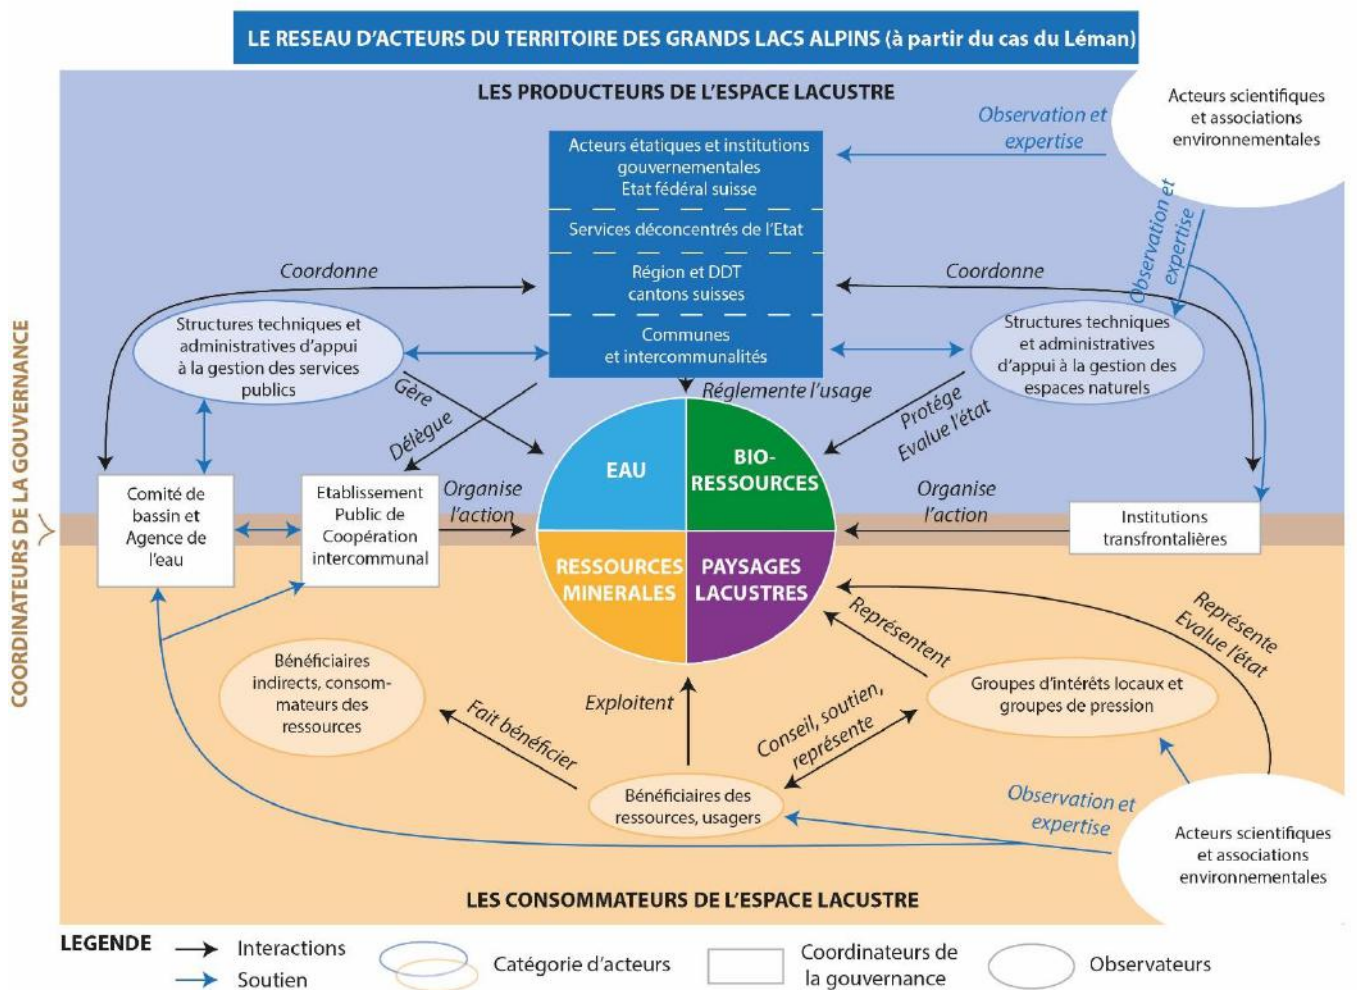 LE RESEAU D'ACTEURS DU TERRITOIRE DES GRANDS LACS ALPINS (à partir du cas du Léman)
LES PRODUCTEURS DE L'ESPACE LACUSTRE
Acteurs scientifiques
et associations
environnementales
Observation et
expertise
Acteurs étatiques et institutions
gouvernementales
Etat fédéral suisse
Services déconcentrés de l'Etat
Région et DDT
cantons suisses
Communes
et intercommunalités
Observation et
expertise
Coordonne
Coordonne
Structures techniques et
administratives d'appui
à la gestion des services
publics
Structures techniques
et administratives
d'appui à la gestion des
espaces naturels
Gère
Délègue
Réglemente l'usage
Protége
Evalue l'état
COORDINATEURS DE LA GOUVERNANCE
EAU
BIO-
RESSOURCES
RESSOURCES
MINERALES
PAYSAGES
LACUSTRES
Comité de
bassin et
Agence de
l'eau
Etablissement
Public de
Coopération
intercommunal
Organise
l'action
Organise
l'action
Institutions
transfrontalières
Bénéficiaires
indirects, consom-
mateurs des
ressources
Exploitent
Représentent
Représente
Evalue l'état
Groupes d'intérêts locaux et
groupes de pression
Fait bénéficier
Conseil, soutien,
représente
Bénéficiaires des
ressources, usagers
Observation et
expertise
Acteurs scientifiques
et associations
environnementales
LES CONSOMMATEURS DE L'ESPACE LACUSTRE
LEGENDE
Interactions
Soutien
Catégorie d'acteurs
Coordinateurs de
la gouvernance
Observateurs